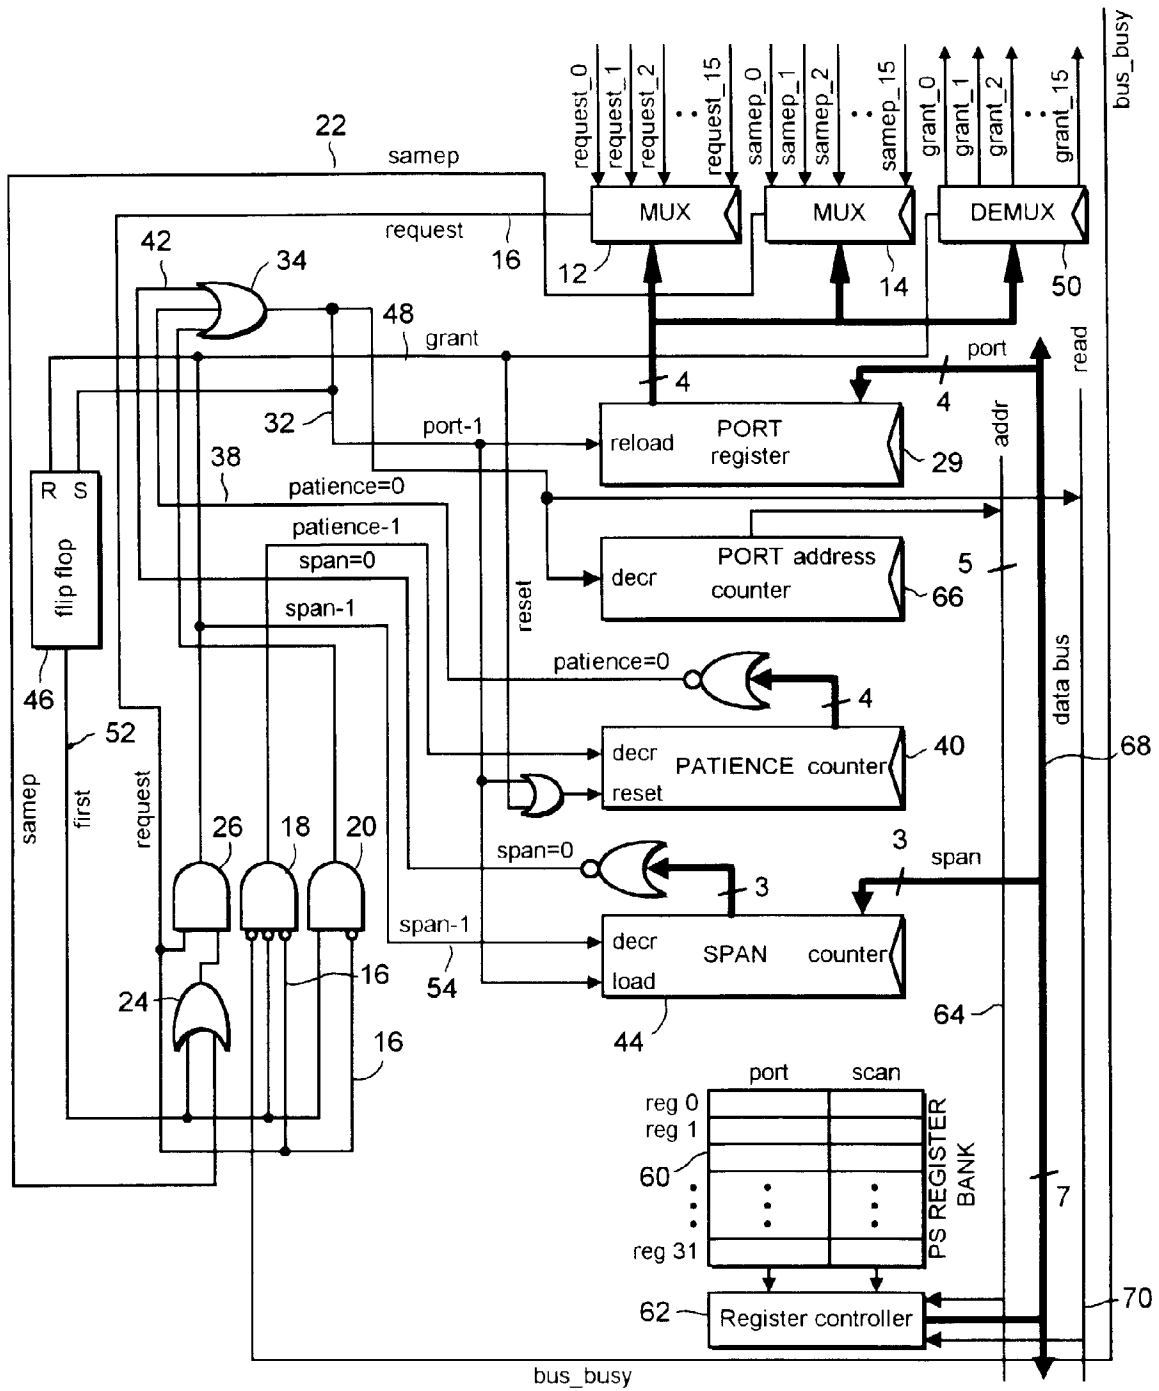 bus_busy
request_0
request_1
request_2
request_15
samep_0
samep_1
samep_2
samep_15
grant_0
grant_1
grant_2
grant_15
22
samep
MUX
MUX
DEMUX
request
16
12
14
50
42
34
48
grant
port
read
4
4
32
port-1
reload
PORT
register
29
addr
R S
flip flop
46
38
patience=0
patience-1
span=0
span-1
reset
decr
PORT address
counter
66
5
data bus
patience=0
4
52
decr
PATIENCE counter
reset
40
68
samep
first
request
26
18
20
span=0
3
3
span
span-1
54
decr
SPAN counter
load
44
24
16
16
64
port scan
reg 0
reg 1
60
reg 31
PS REGISTER
BANK
7
62
Register controller
70
bus_busy